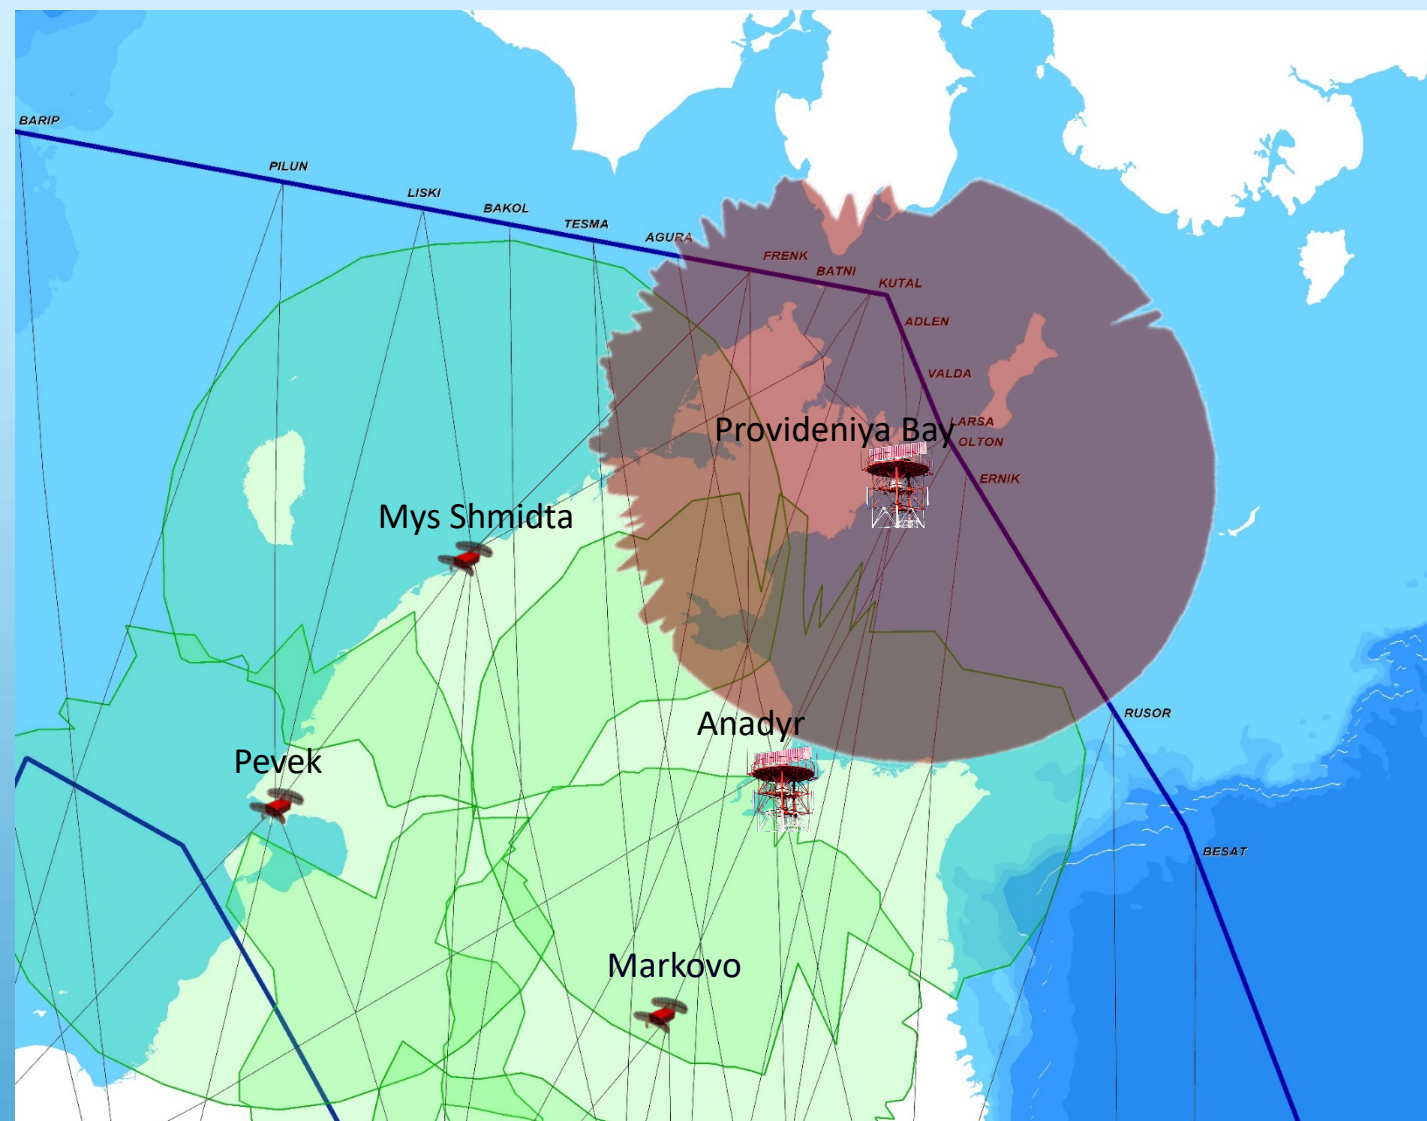 BARIP
PILUN
LISKI
BAKOL
TESMA
AGURA
FRENK
BATNI
KUTAL
ADLEN
VALDA
LARSA
Provideniya Bay
OLTON
ERNIK
Mys Shmidta
RUSOR
Anadyr
Pevek
BESAT
Markovo